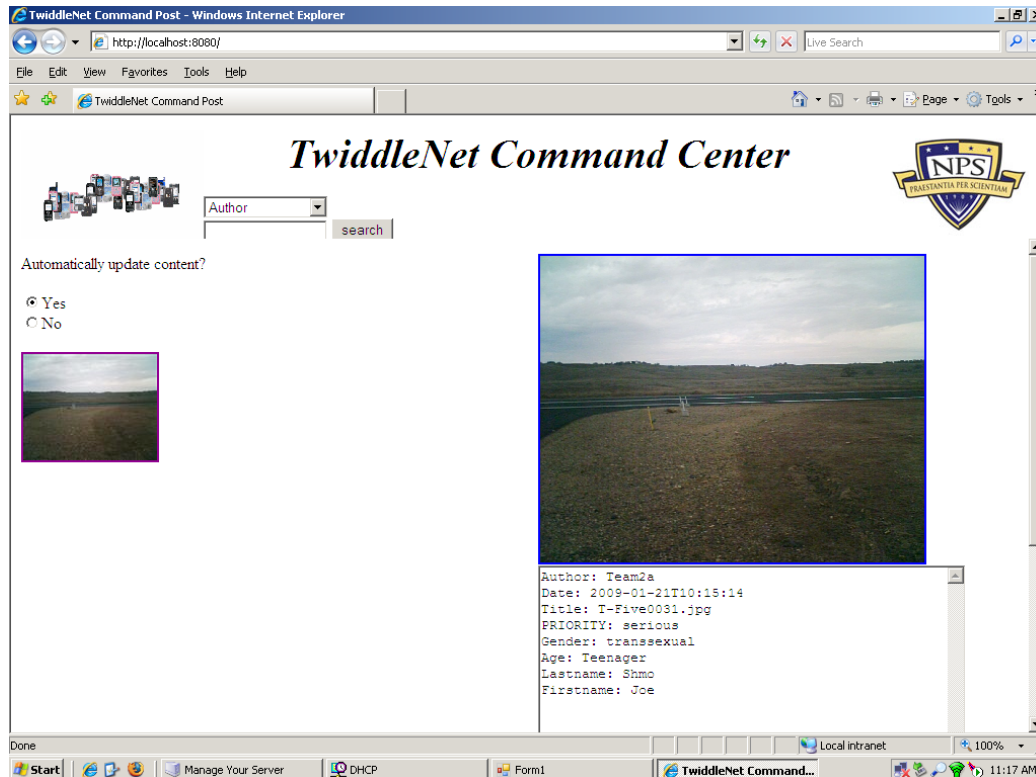 TwiddleNet Command Post - Windows Internet Explorer
http://localhost:8080/
Live Search
File Edit View Favorites Tools Help
TwiddleNet Command Post
Page Tools
TwiddleNet Command Center
NPS
PRAESTANTIA PER SCIENTIAM
Author
search
Automatically update content?
Yes
No
Author: Team2a
Date: 2009-01-21T10:15:14
Title: T-Five0031.jpg
PRIORITY: serious
Gender: transsexual
Age: Teenager
Lastname: Shmo
Firstname: Joe
Done
Local intranet
100%
Start
Manage Your Server
DHCP
Form1
TwiddleNet Command...
11:17 AM